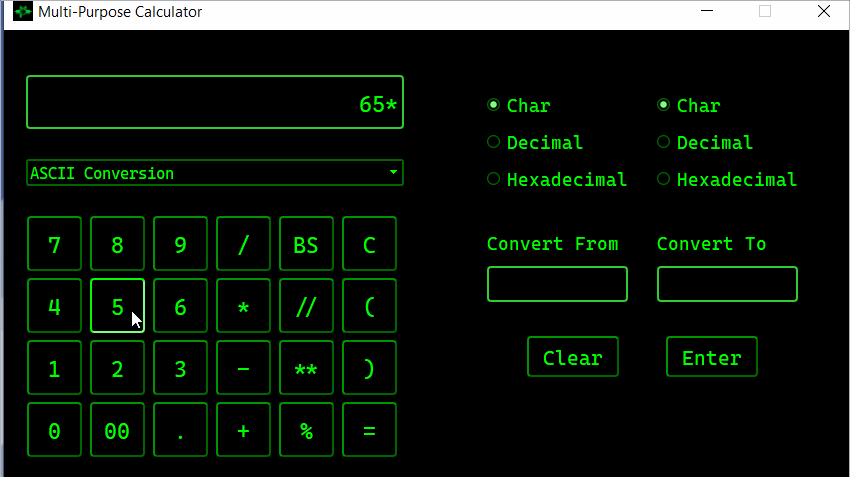 Multi-Purpose Calculator
65*
ASCII Conversion
7 8 9 / BS C
4 5 6 * // (
1 2 3 - ** )
0 00 . + % =
Char Char
Decimal Decimal
Hexadecimal Hexadecimal
Convert From Convert To
Clear Enter